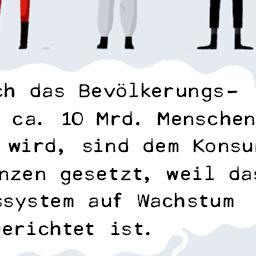 ch das Bevölkerungs-
ca. 10 Mrd. Menschen
wird, sind dem Konsu
nzen gesetzt, weil das
ssystem auf Wachstum
erichtet ist.